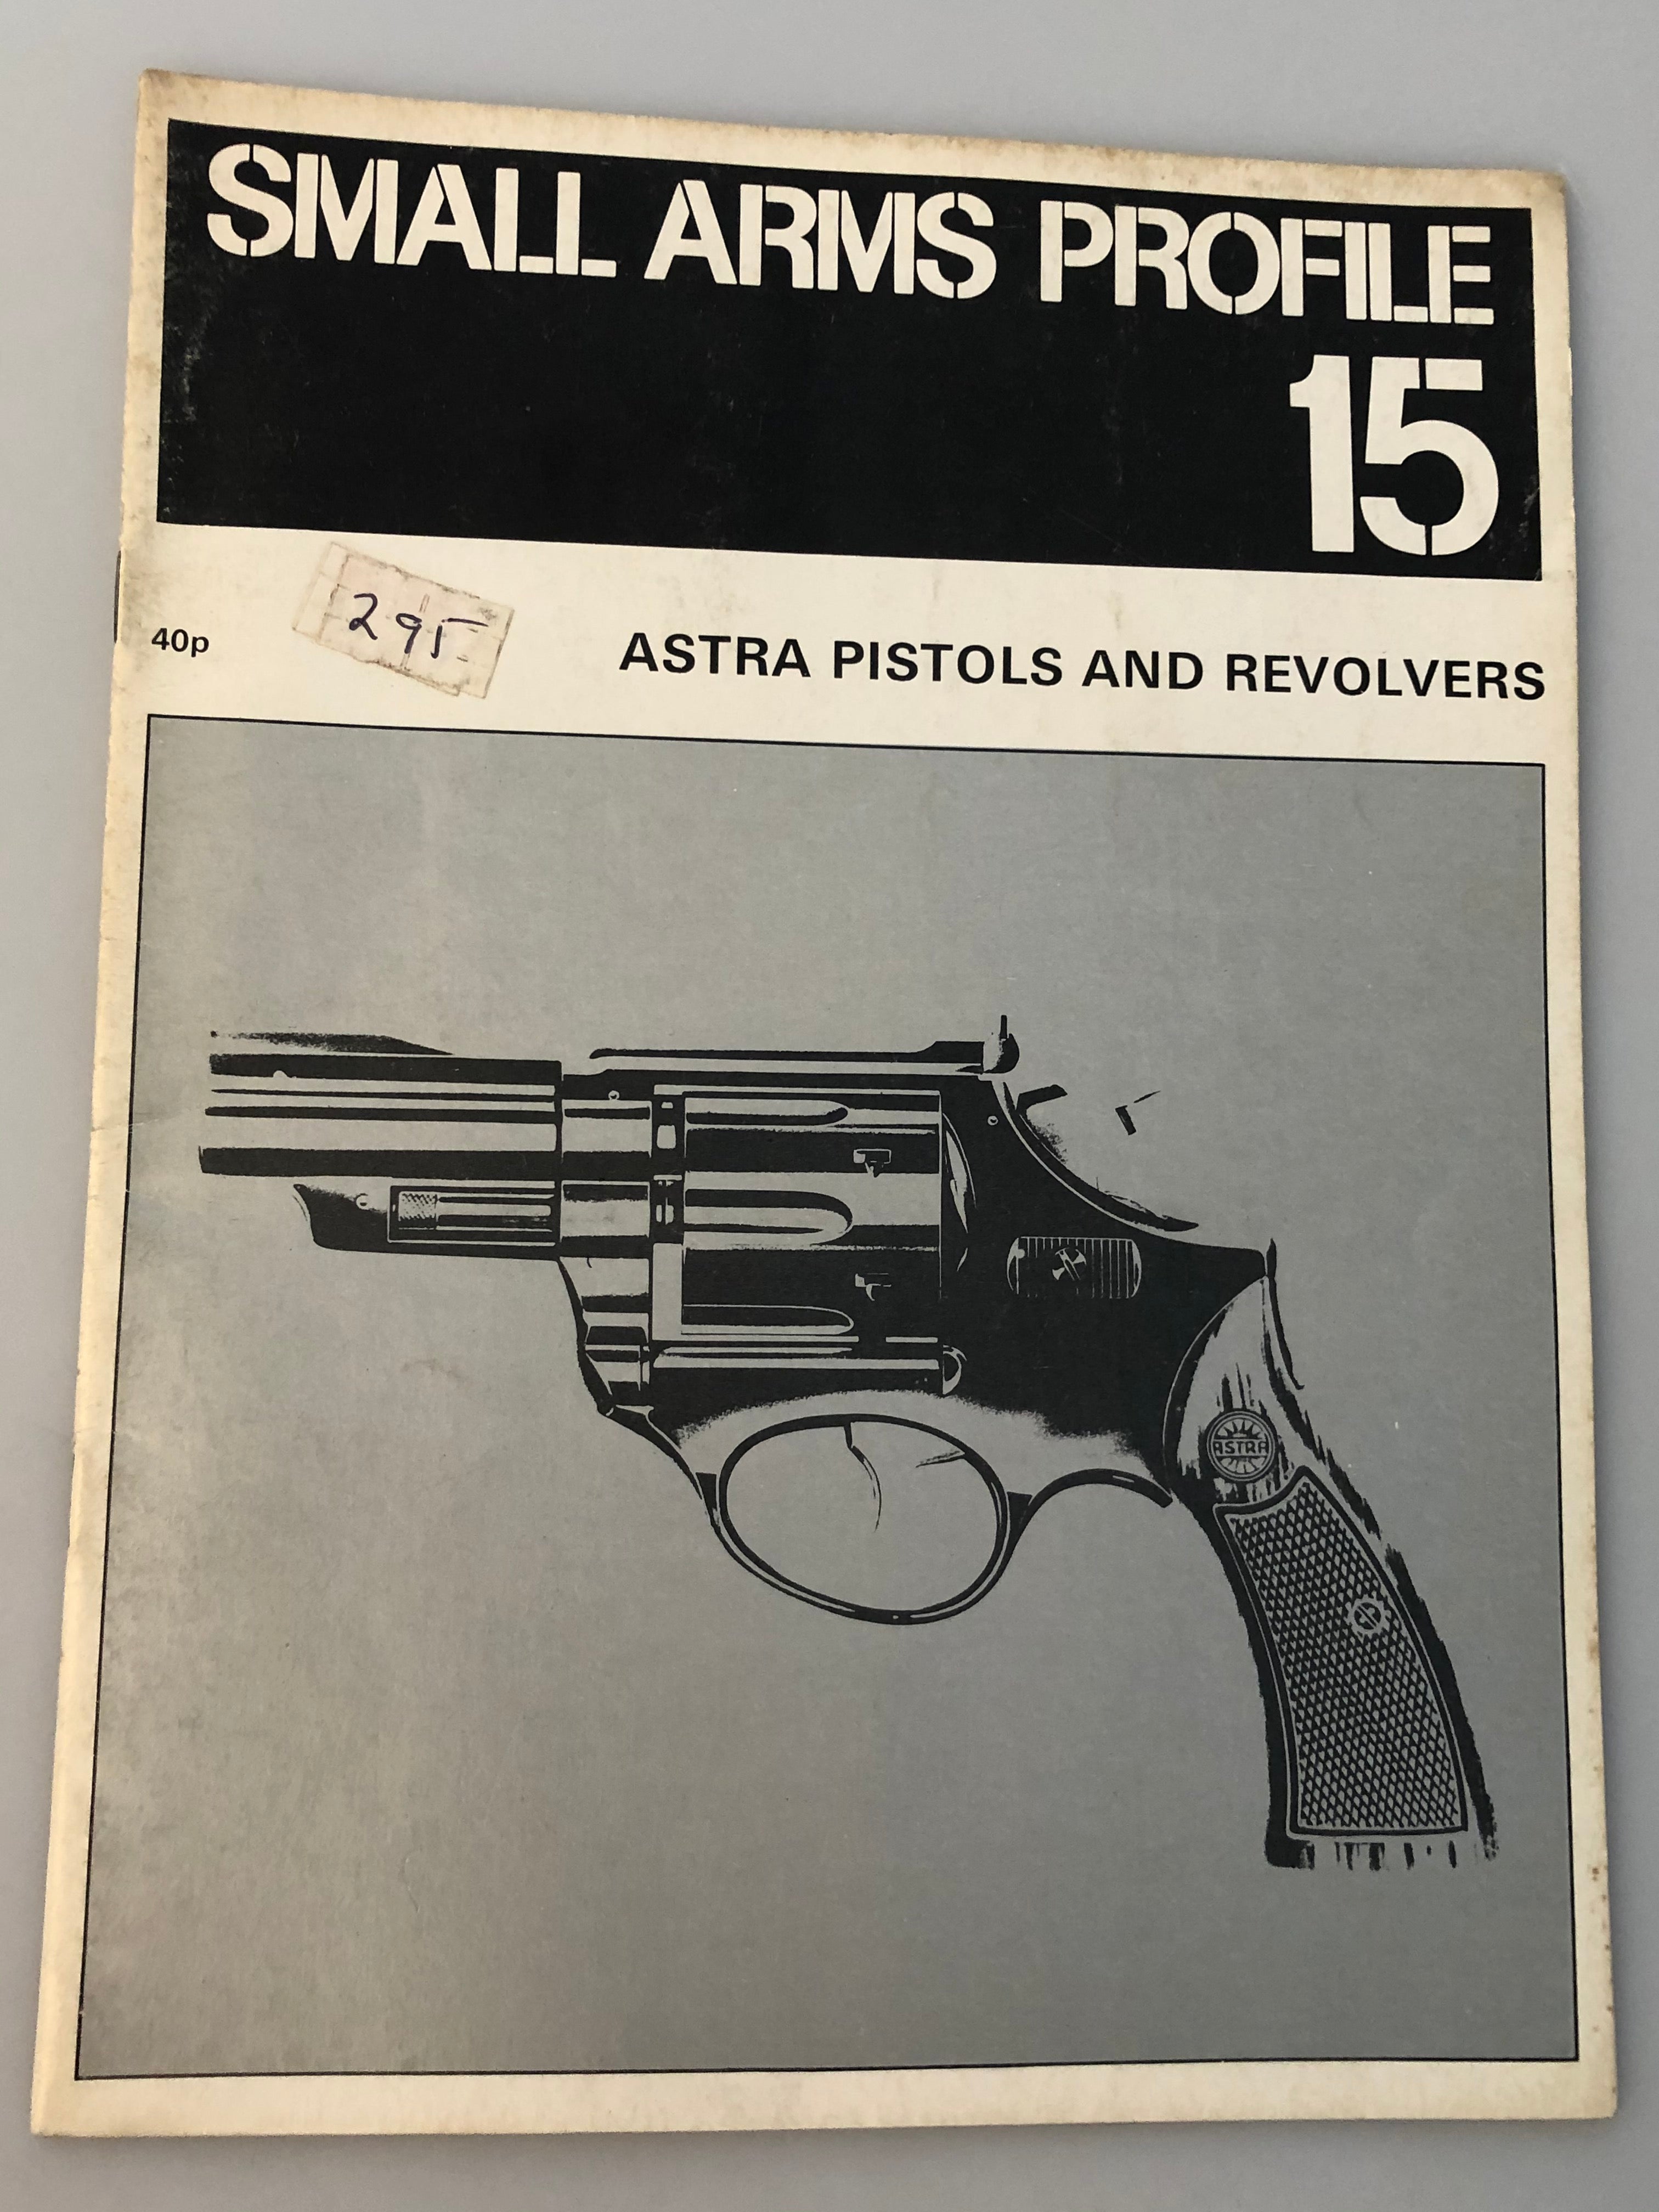 SMALL ARMS PROFILE
15
40p
295
ASTRA PISTOLS AND REVOLVERS
ASTRA